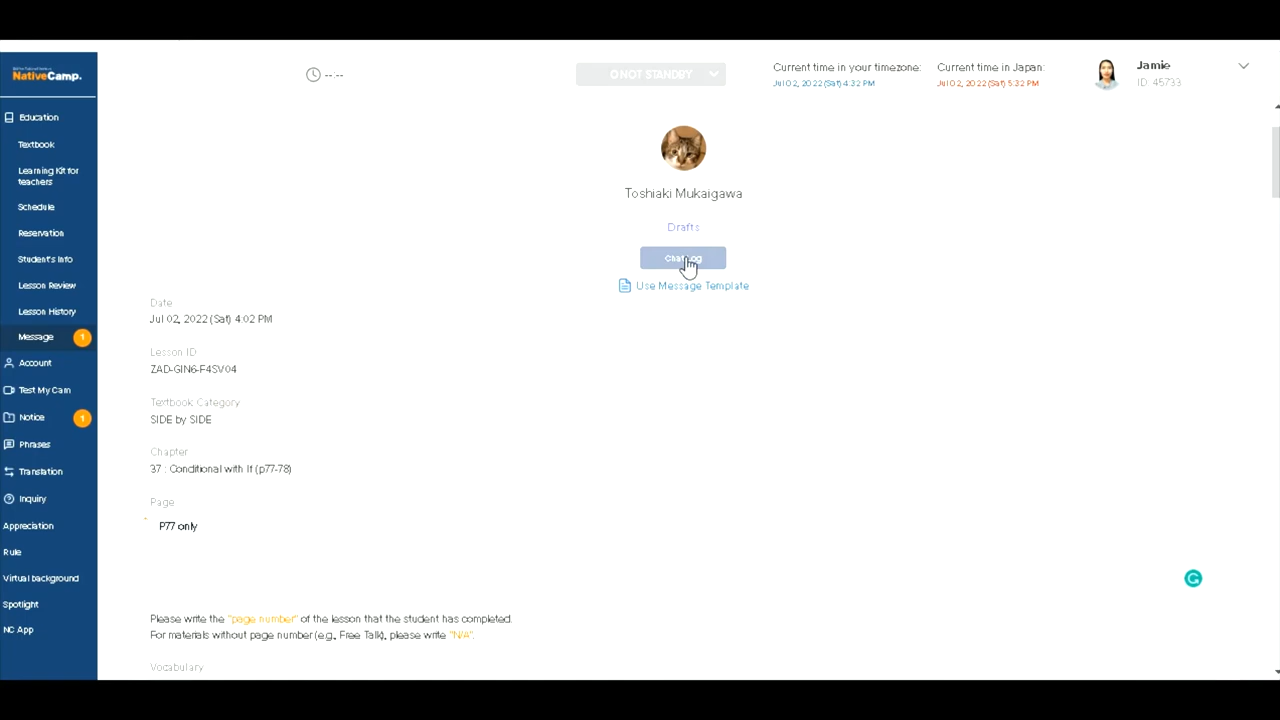 NativeCamp.
--:--
NOT STANDBY
Current time in your timezone:
Jul 02, 2022 (Sat) 4:32 PM
Current time in Japan:
Jul 02, 2022 (Sat) 5:32 PM
Jamie
ID: 45733
Education
Textbook
Learning Kit for
teachers
Schedule
Reservation
Student's Info
Lesson Review
Lesson History
Message 1
Account
Test My Cam
Notice 1
Phrases
Translation
Inquiry
Appreciation
Rule
Virtual background
Spotlight
NC App
Toshiaki Mukaigawa
Drafts
Chat Log
Use Message Template
Date
Jul 02, 2022 (Sat) 4:02 PM
Lesson ID
ZAD-GIN6-F4SV04
Textbook Category
SIDE by SIDE
Chapter
37 : Conditional with If (p77-78)
Page
P77 only
Please write the "page number" of the lesson that the student has completed.
For materials without page number (e.g., Free Talk), please write "N/A".
Vocabulary